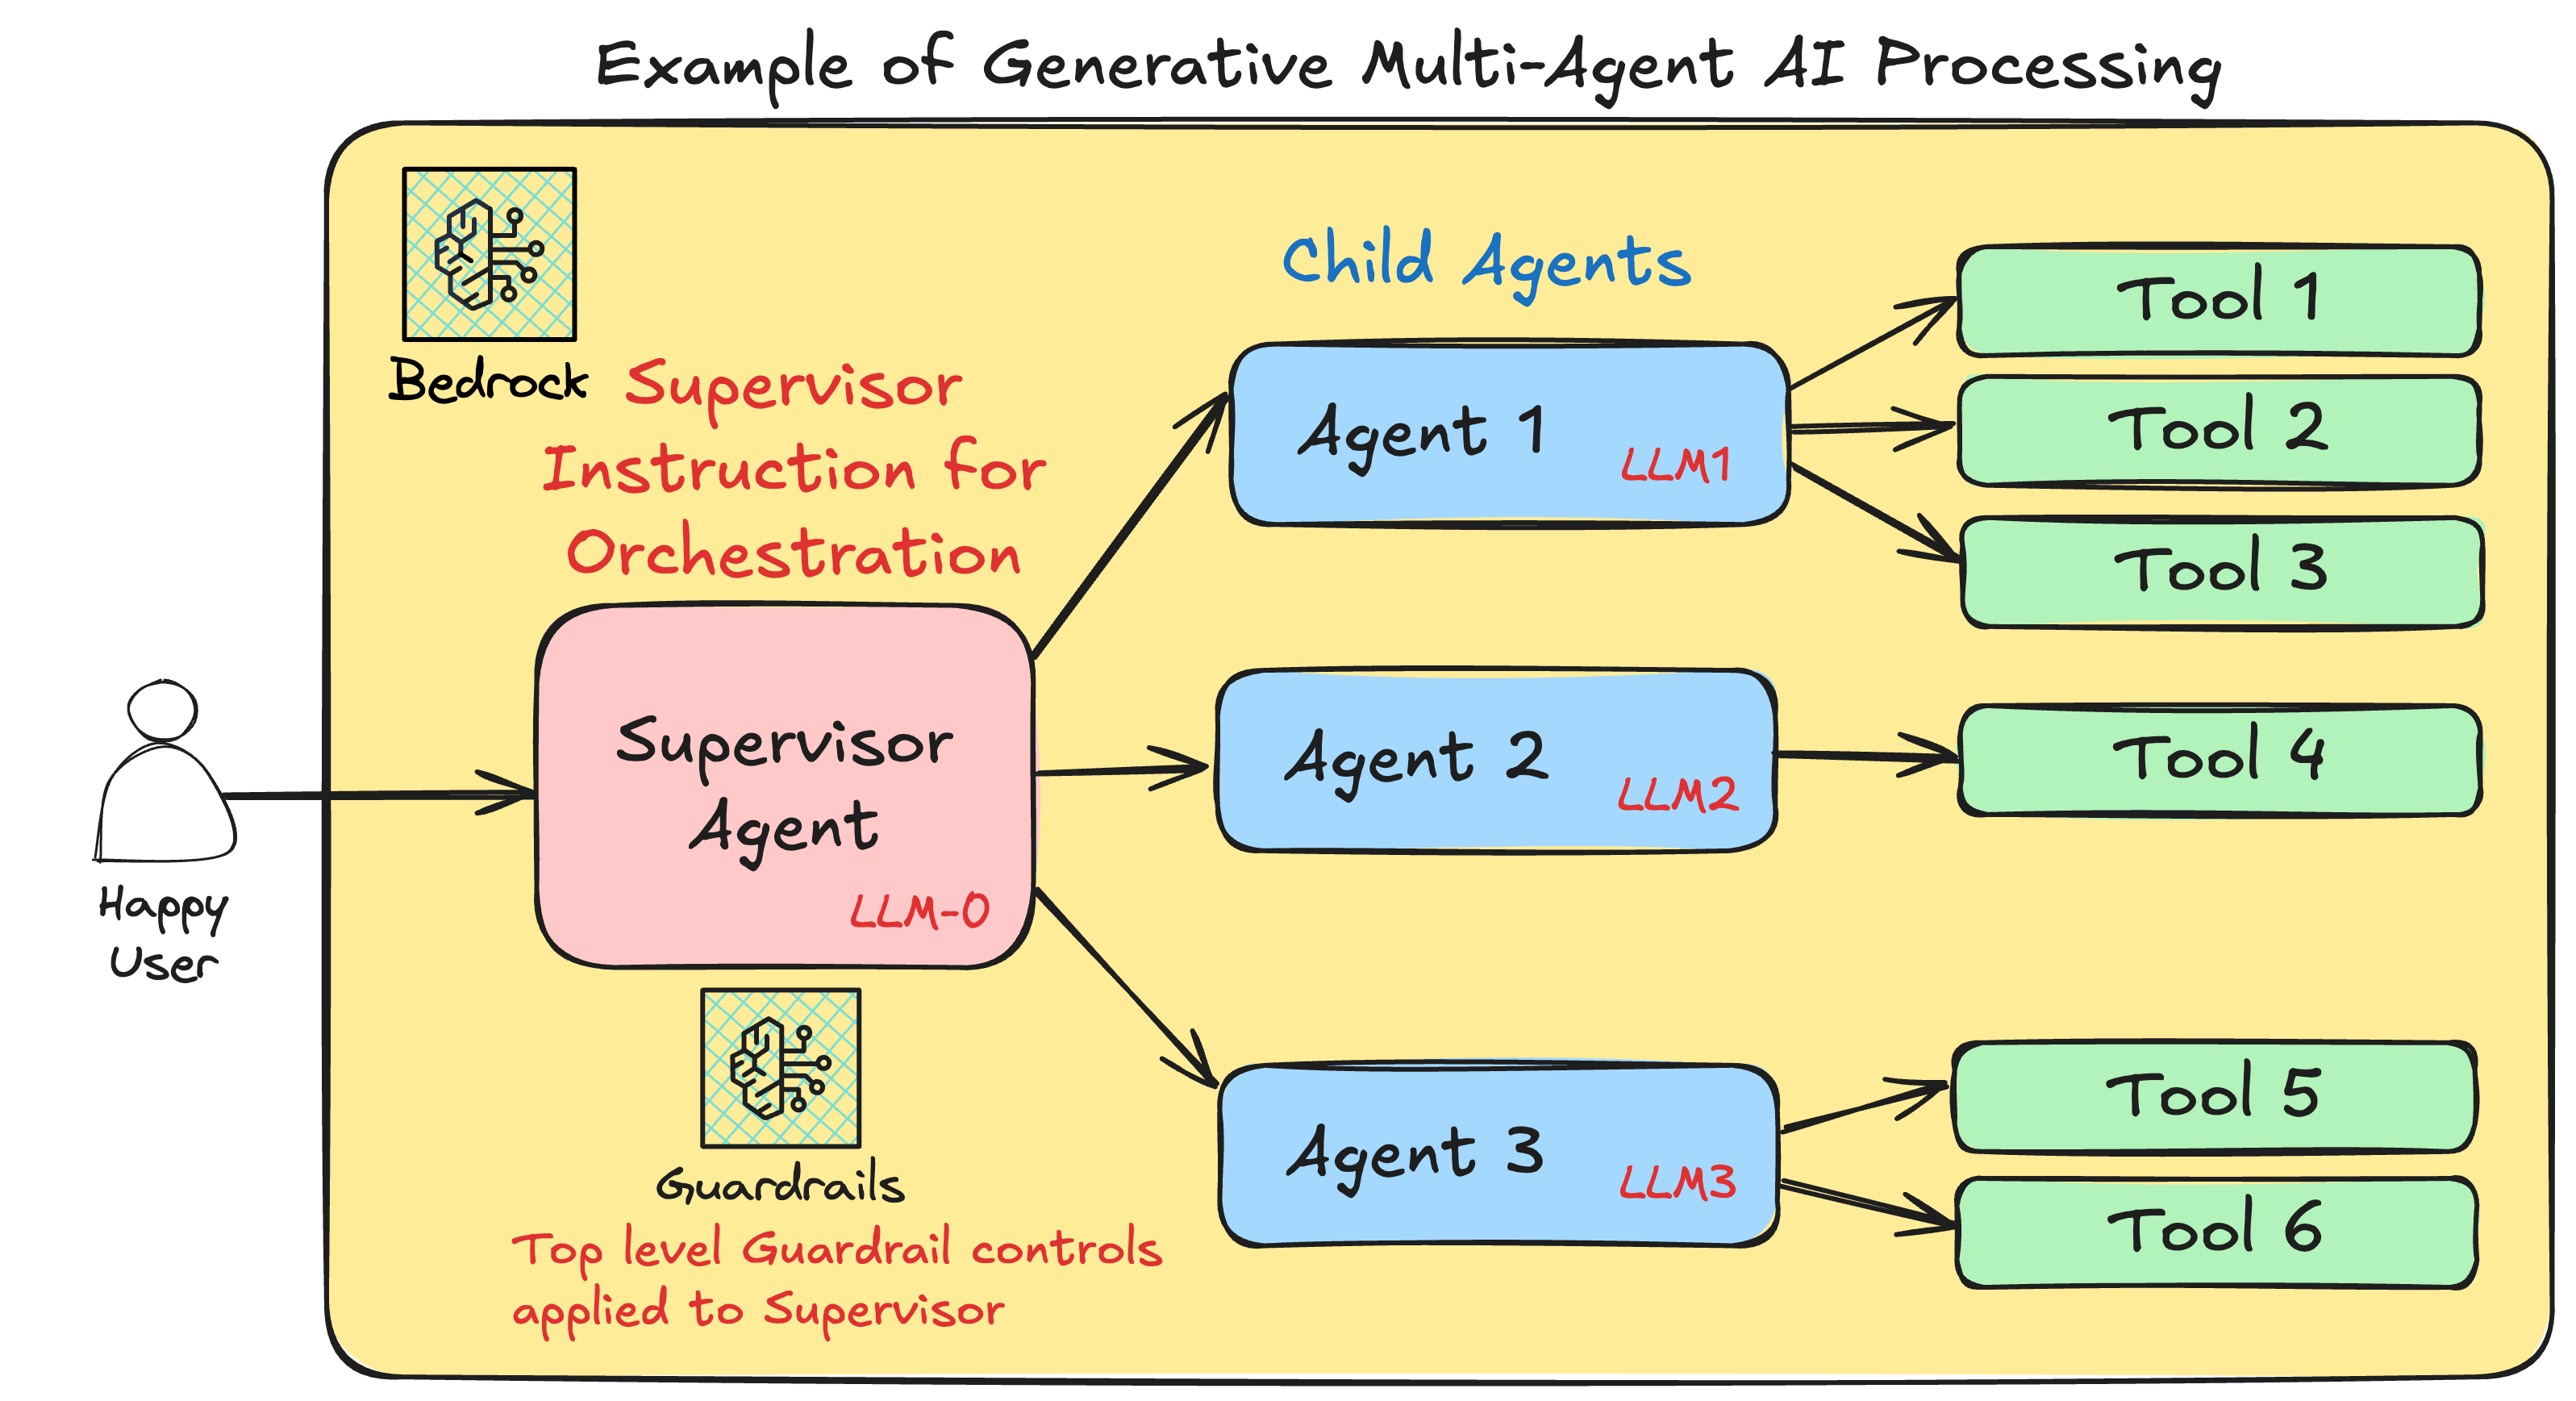 Example of Generative Multi-Agent AI Processing
Bedrock
Supervisor
Instruction for
Orchestration
Happy
User
Supervisor
Agent
LLM-0
Guardrails
Top level Guardrail controls
applied to Supervisor
Child Agents
Agent 1
LLM1
Tool 1
Tool 2
Tool 3
Agent 2
LLM2
Tool 4
Agent 3
LLM3
Tool 5
Tool 6